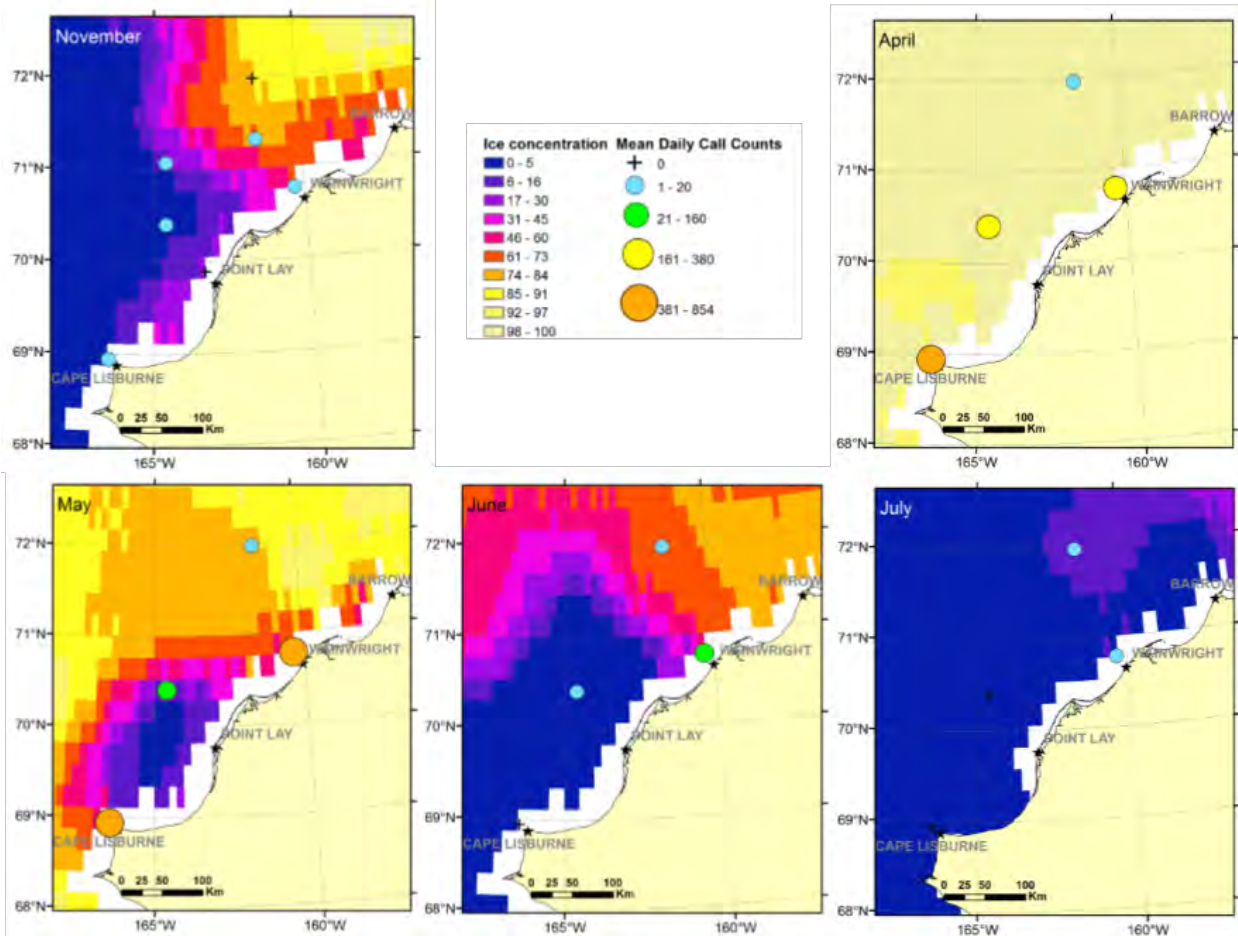 November
72°N
71°N
70°N
69°N
68°N
BARROW
WAINWRIGHT
POINT LAY
CAPE LISBURNE
0 25 50 100
Km
165°W 160°W
Ice concentration Mean Daily Call Counts
0 - 5 0
6 - 16 1 - 20
17 - 30
31 - 45 21 - 160
46 - 60
61 - 73 161 - 380
74 - 84
85 - 91 381 - 854
92 - 97
98 - 100
April
72°N
71°N
70°N
69°N
68°N
BARROW
WAINWRIGHT
POINT LAY
CAPE LISBURNE
0 25 50 100
Km
165°W 160°W
May
72°N
71°N
70°N
69°N
68°N
BARROW
WAINWRIGHT
POINT LAY
CAPE LISBURNE
0 25 50 100
Km
165°W 160°W
June
72°N
71°N
70°N
69°N
68°N
BARROW
WAINWRIGHT
POINT LAY
CAPE LISBURNE
0 25 50 100
Km
165°W 160°W
July
72°N
71°N
70°N
69°N
68°N
BARROW
WAINWRIGHT
POINT LAY
CAPE LISBURNE
0 25 50 100
Km
165°W 160°W